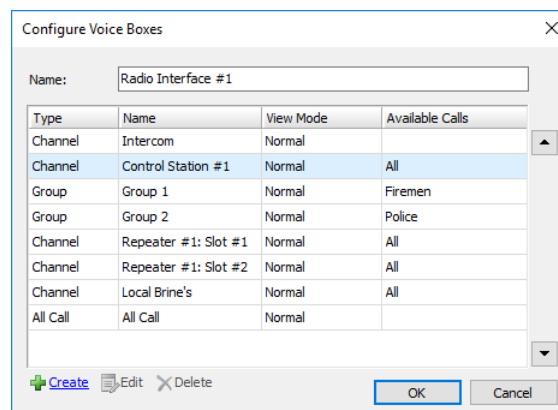 Configure Voice Boxes
Name: Radio Interface #1
Type Name View Mode Available Calls
Channel Intercom Normal
Channel Control Station #1 Normal All
Group Group 1 Normal Firemen
Group Group 2 Normal Police
Channel Repeater #1: Slot #1 Normal All
Channel Repeater #1: Slot #2 Normal All
Channel Local Brine's Normal All
All Call All Call Normal
Create Edit Delete
OK Cancel